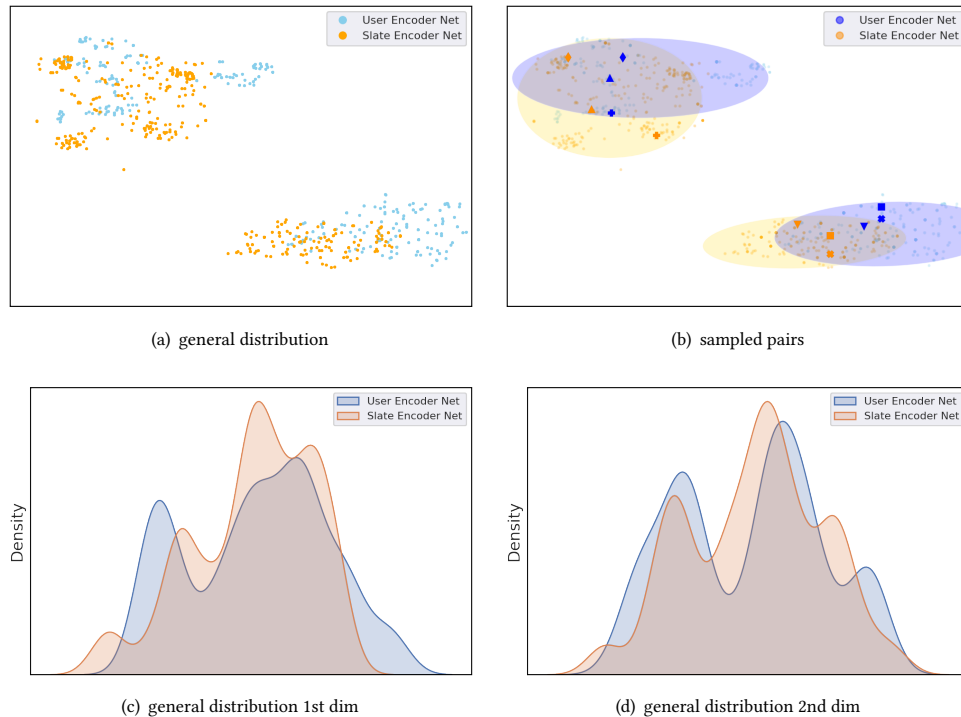 User Encoder Net
Slate Encoder Net
User Encoder Net
Slate Encoder Net
(a) general distribution
(b) sampled pairs
User Encoder Net
Slate Encoder Net
Density
User Encoder Net
Slate Encoder Net
Density
(c) general distribution 1st dim
(d) general distribution 2nd dim